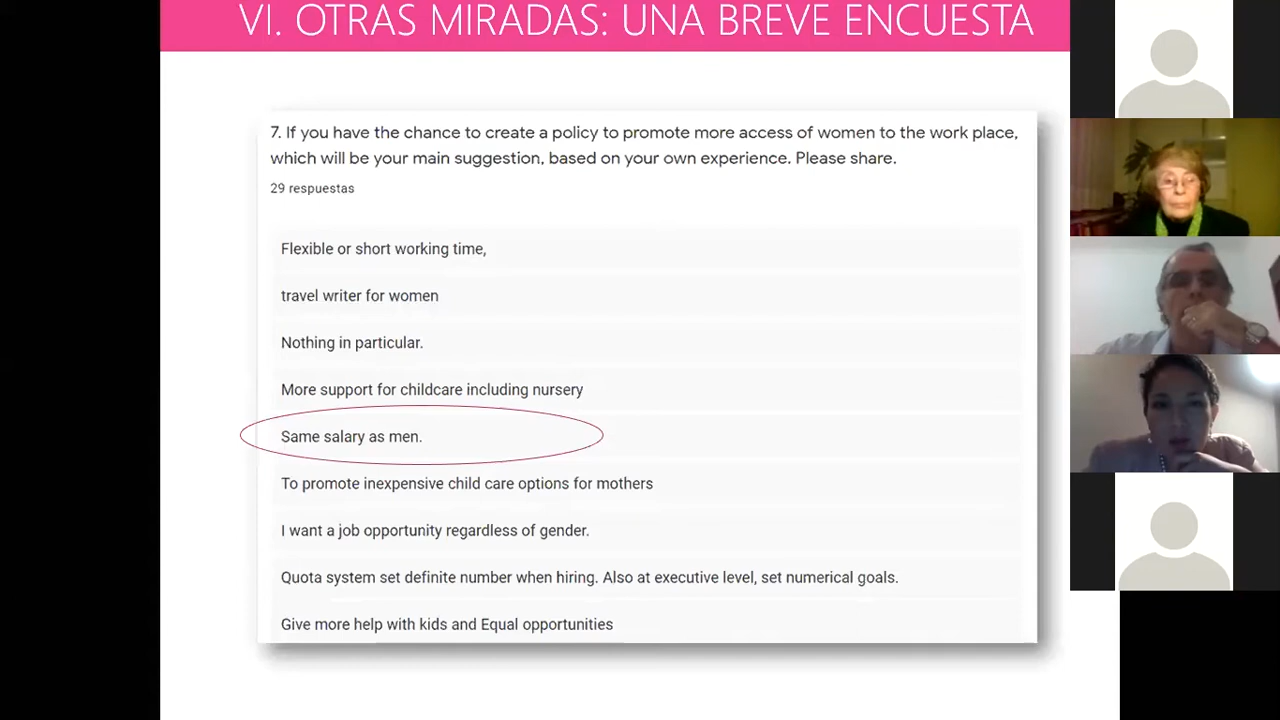 VI. OTRAS MIRADAS: UNA BREVE ENCUESTA
7. If you have the chance to create a policy to promote more access of women to the work place,
which will be your main suggestion, based on your own experience. Please share.
29 respuestas
Flexible or short working time,
travel writer for women
Nothing in particular.
More support for childcare including nursery
Same salary as men.
To promote inexpensive child care options for mothers
I want a job opportunity regardless of gender.
Quota system set definite number when hiring. Also at executive level, set numerical goals.
Give more help with kids and Equal opportunities